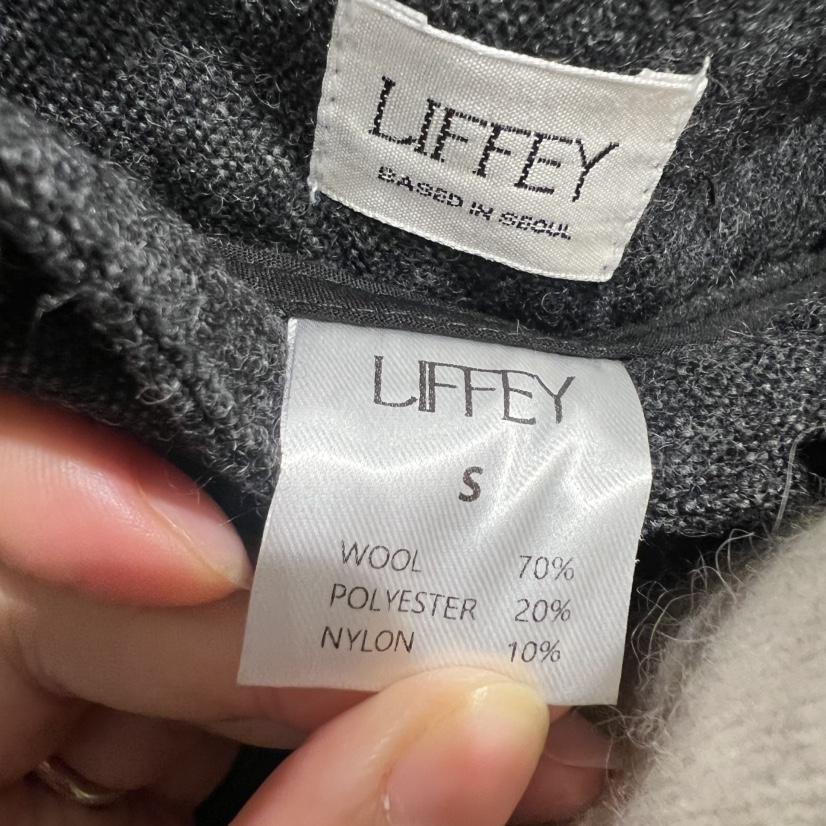 LIFFEY
BASED IN SEOUL
LIFFEY
S
WOOL 70%
POLYESTER 20%
NYLON 10%